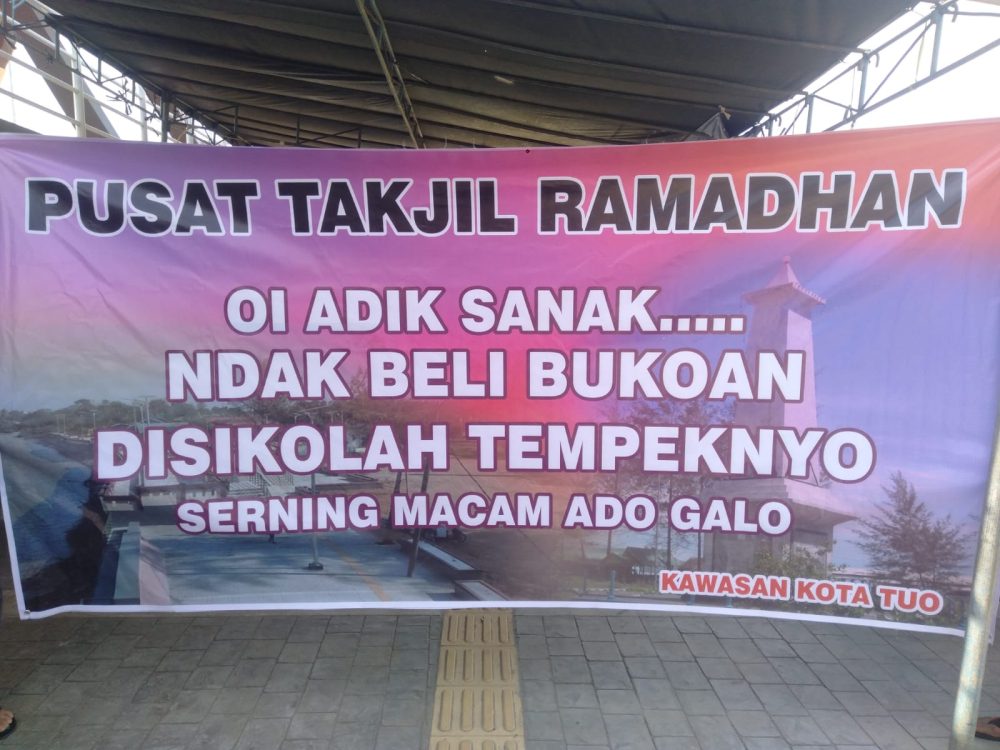 PUSAT TAKJIL RAMADHAN
OI ADIK SANAK.....
NDAK BELI BUKOAN
DISIKOLAH TEMPEKNYO
SERNING MACAM ADO GALO
KAWASAN KOTA TUO